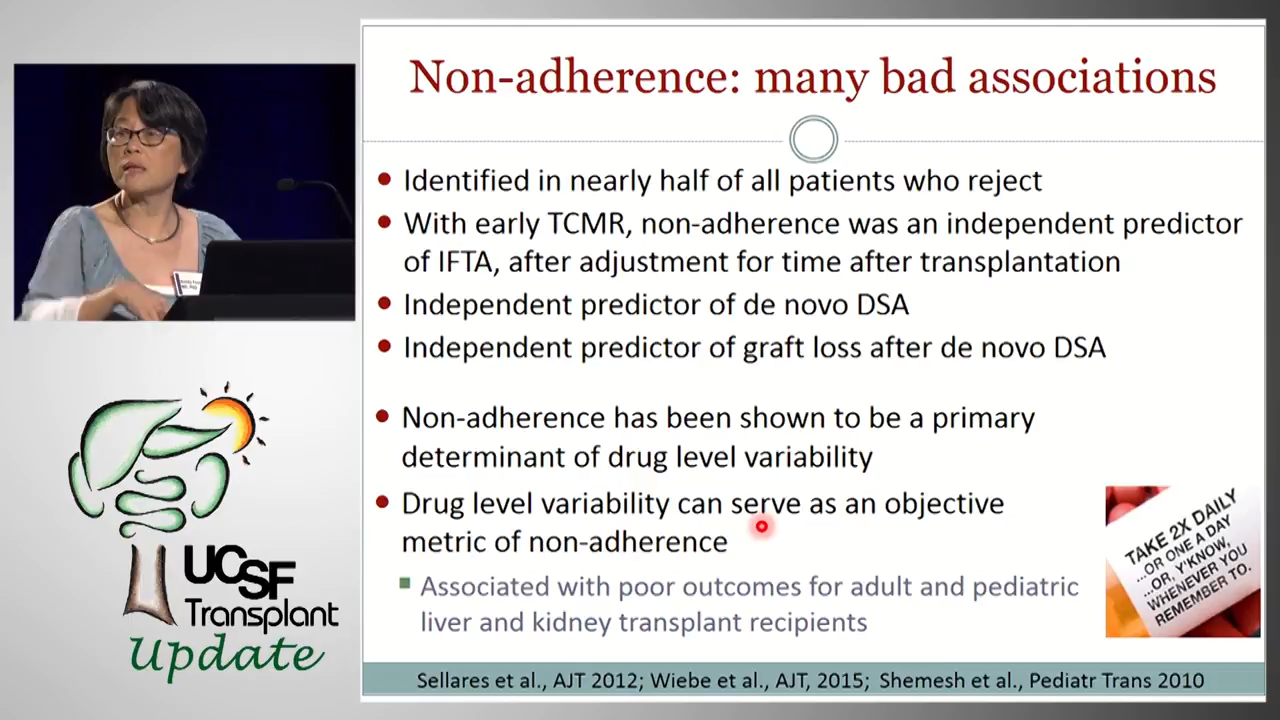 Non-adherence: many bad associations
Identified in nearly half of all patients who reject
With early TCMR, non-adherence was an independent predictor
of IFTA, after adjustment for time after transplantation
Independent predictor of de novo DSA
Independent predictor of graft loss after de novo DSA
Non-adherence has been shown to be a primary
determinant of drug level variability
Drug level variability can serve as an objective
metric of non-adherence
Associated with poor outcomes for adult and pediatric
liver and kidney transplant recipients
TAKE 2X DAILY
...OR ONE A DAY
...OR, Y'KNOW,
WHENEVER YOU
REMEMBER TO.
Sellares et al., AJT 2012; Wiebe et al., AJT, 2015; Shemesh et al., Pediatr Trans 2010
UCSF
Transplant
Update